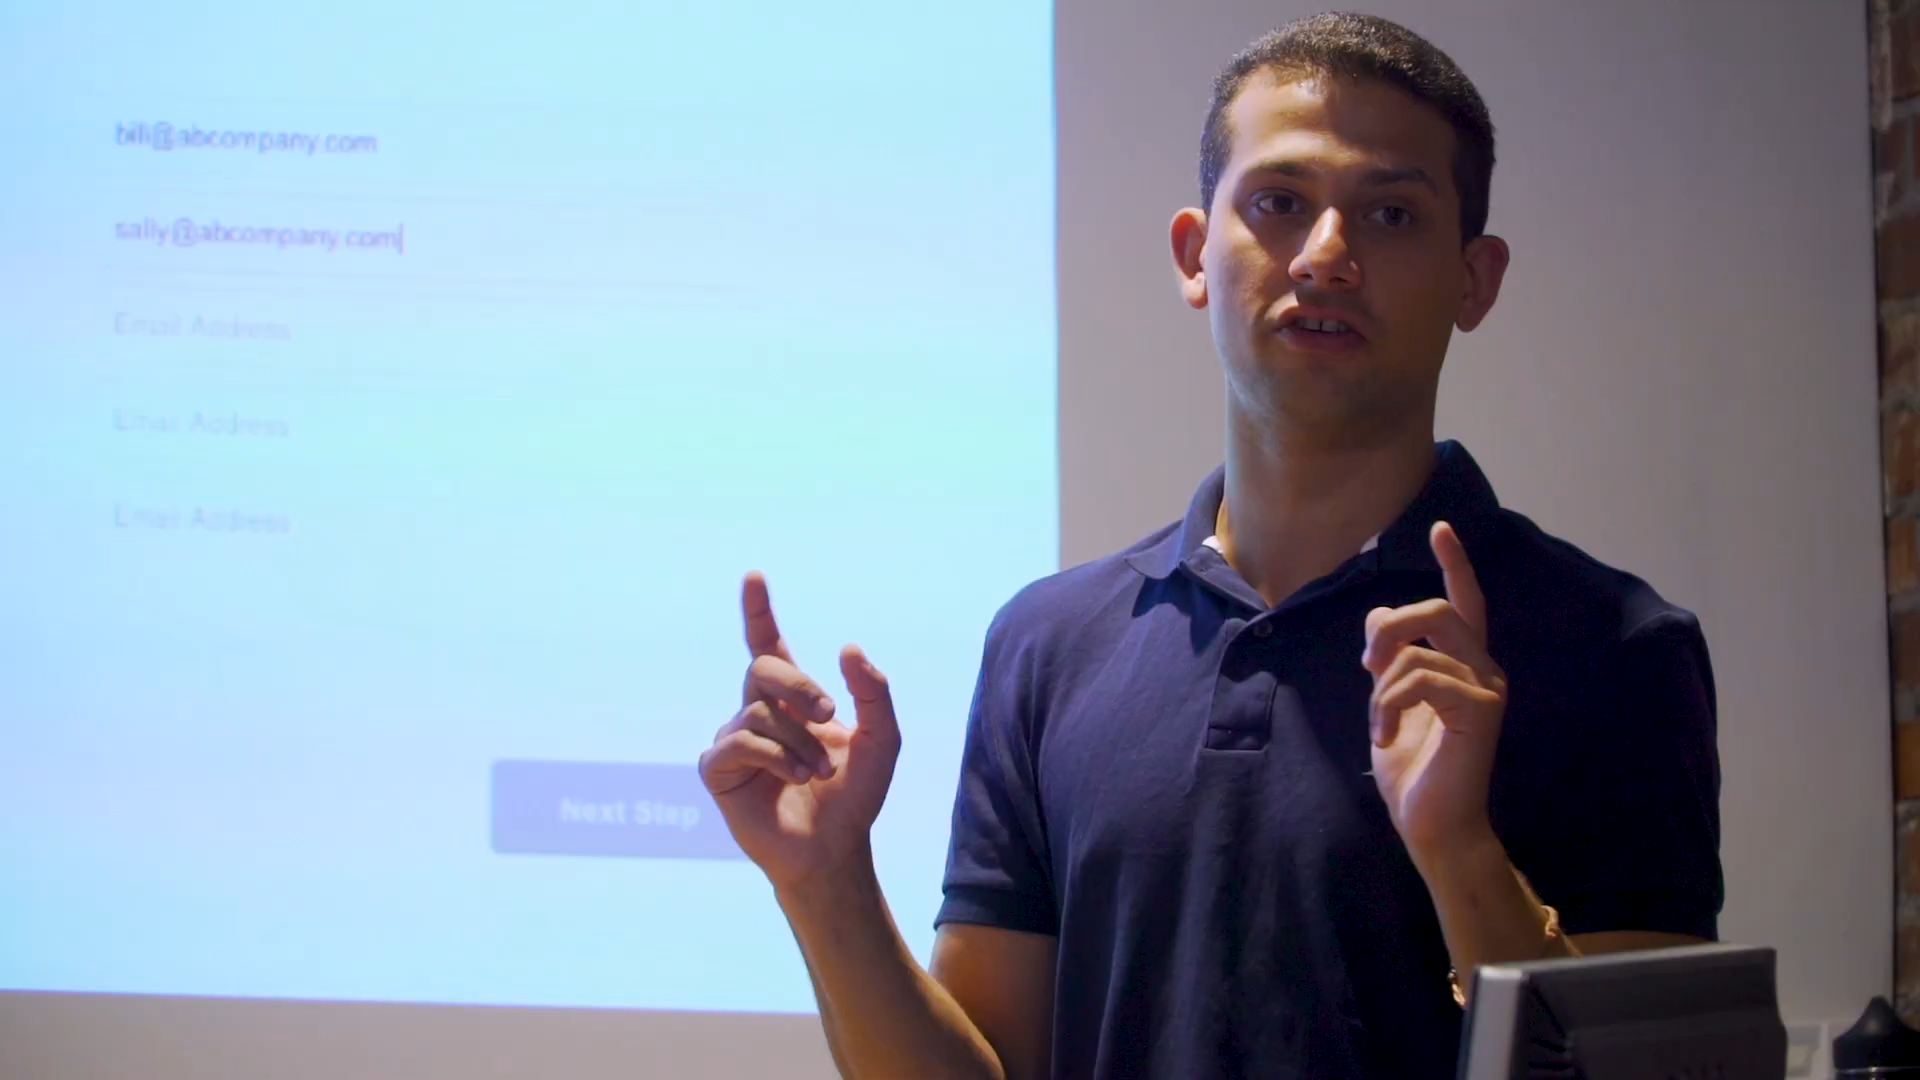 bill@abcompany.com
sally@abcompany.com
Email Address
Email Address
Email Address
Next Step